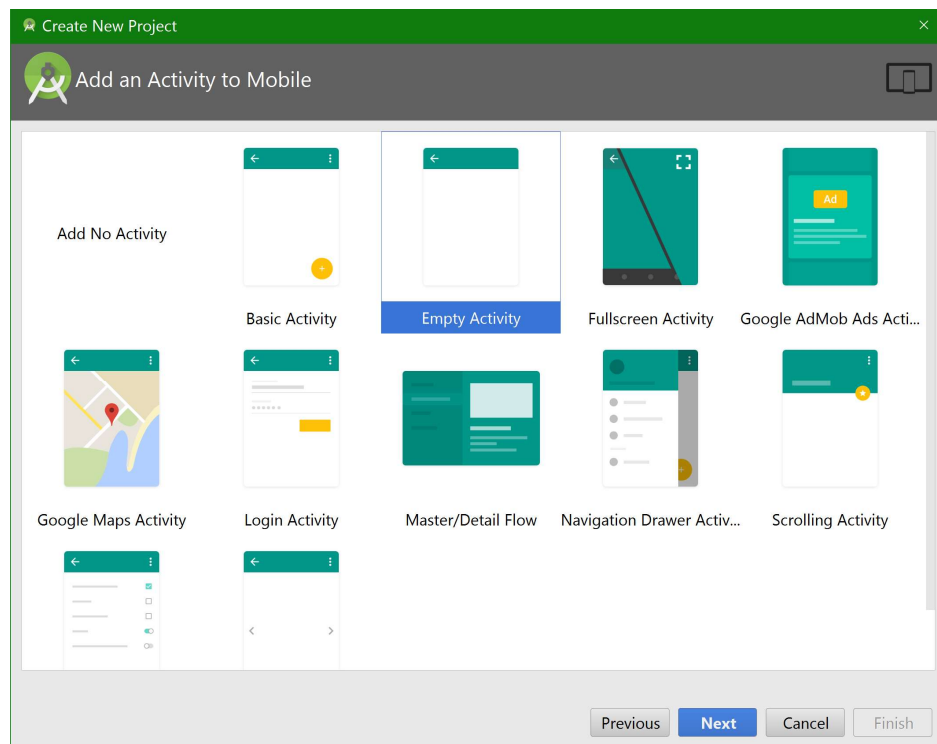 Create New Project
Add an Activity to Mobile
Add No Activity
Basic Activity
Empty Activity
Fullscreen Activity
Ad
Google AdMob Ads Acti...
Google Maps Activity
Login Activity
Master/Detail Flow
Navigation Drawer Activ...
Scrolling Activity
Previous
Next
Cancel
Finish